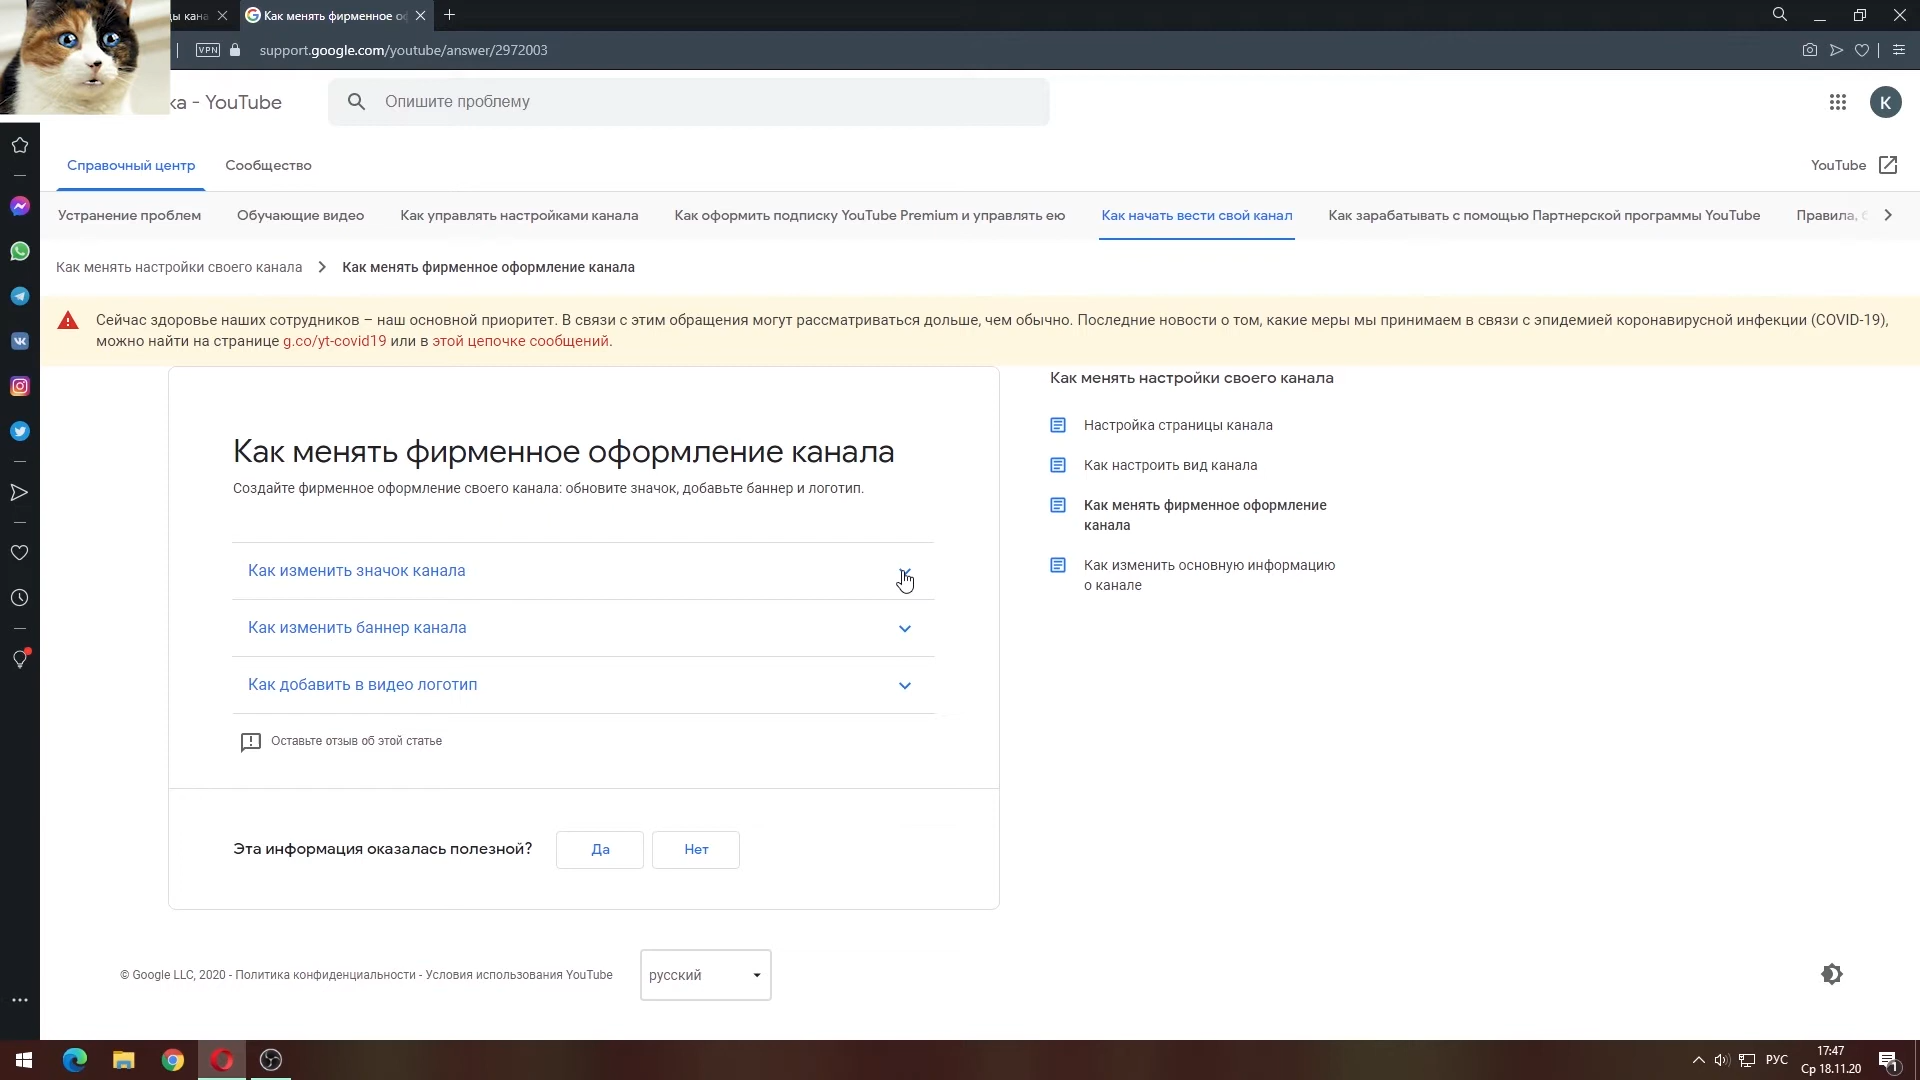 ды кана
Как менять фирменное о
VPN
support.google.com/youtube/answer/2972003
ка - YouTube
Опишите проблему
K
Справочный центр
Сообщество
YouTube
Устранение проблем
Обучающие видео
Как управлять настройками канала
Как оформить подписку YouTube Premium и управлять ею
Как начать вести свой канал
Как зарабатывать с помощью Партнерской программы YouTube
Правила, б
Как менять настройки своего канала
Как менять фирменное оформление канала
Сейчас здоровье наших сотрудников – наш основной приоритет. В связи с этим обращения могут рассматриваться дольше, чем обычно. Последние новости о том, какие меры мы принимаем в связи с эпидемией коронавирусной инфекции (COVID-19),
можно найти на странице g.co/yt-covid19 или в этой цепочке сообщений.
Как менять фирменное оформление канала
Создайте фирменное оформление своего канала: обновите значок, добавьте баннер и логотип.
Как изменить значок канала
Как изменить баннер канала
Как добавить в видео логотип
Оставьте отзыв об этой статье
Эта информация оказалась полезной?
Да
Нет
Как менять настройки своего канала
Настройка страницы канала
Как настроить вид канала
Как менять фирменное оформление
канала
Как изменить основную информацию
о канале
© Google LLC, 2020 - Политика конфиденциальности - Условия использования YouTube
русский
РУС
17:47
Ср 18.11.20
1